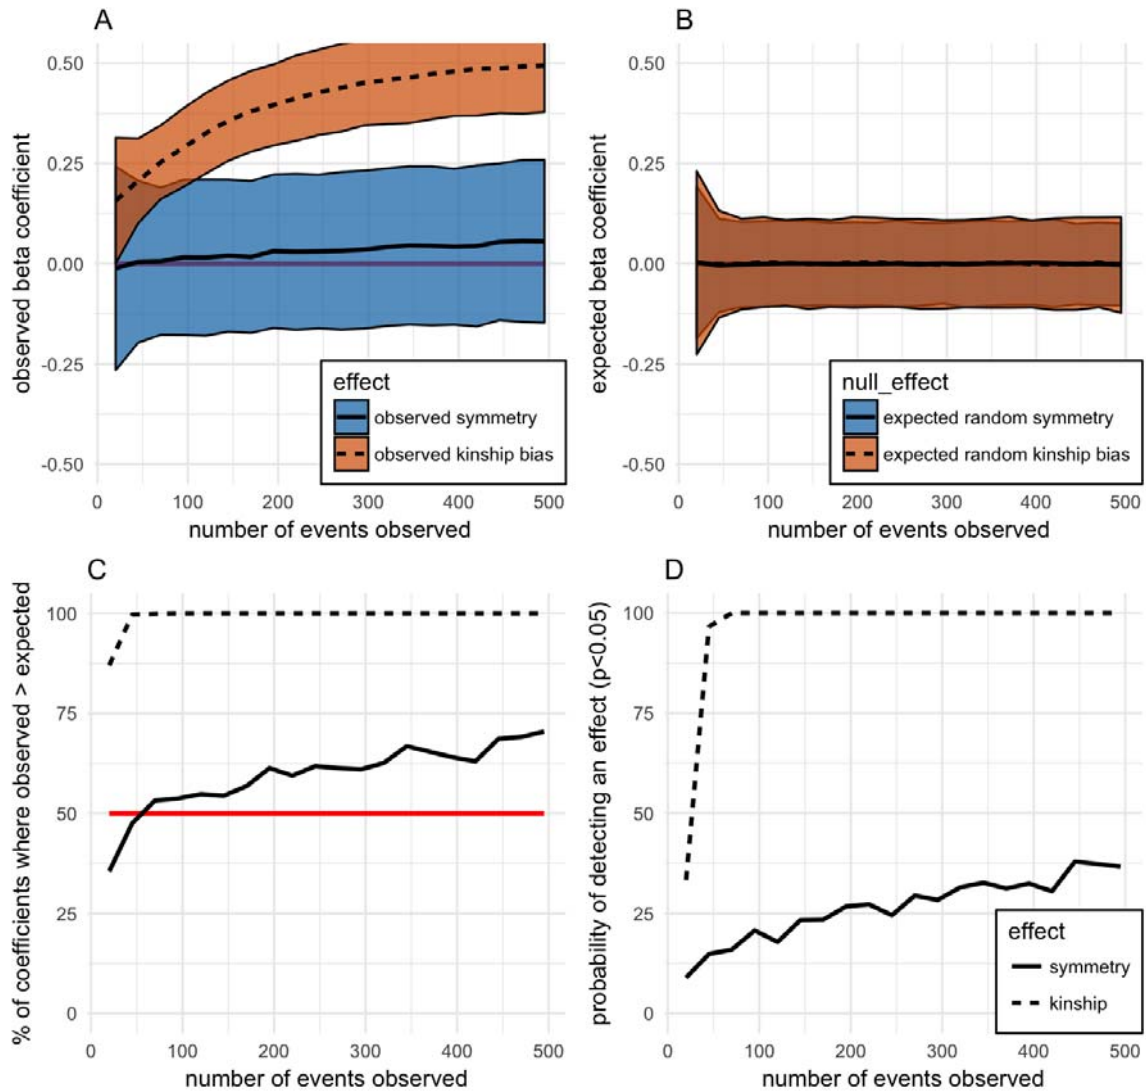 A
observed beta coefficient
0.50
0.25
0.00
-0.25
-0.50
effect
observed symmetry
observed kinship bias
0
100
200
300
400
500
number of events observed
B
expected beta coefficient
0.50
0.25
0.00
-0.25
-0.50
null_effect
expected random symmetry
expected random kinship bias
0
100
200
300
400
500
number of events observed
C
% of coefficients where observed > expected
100
75
50
25
0
0
100
200
300
400
500
number of events observed
D
probability of detecting an effect (p<0.05)
100
75
50
25
0
effect
symmetry
kinship
0
100
200
300
400
500
number of events observed